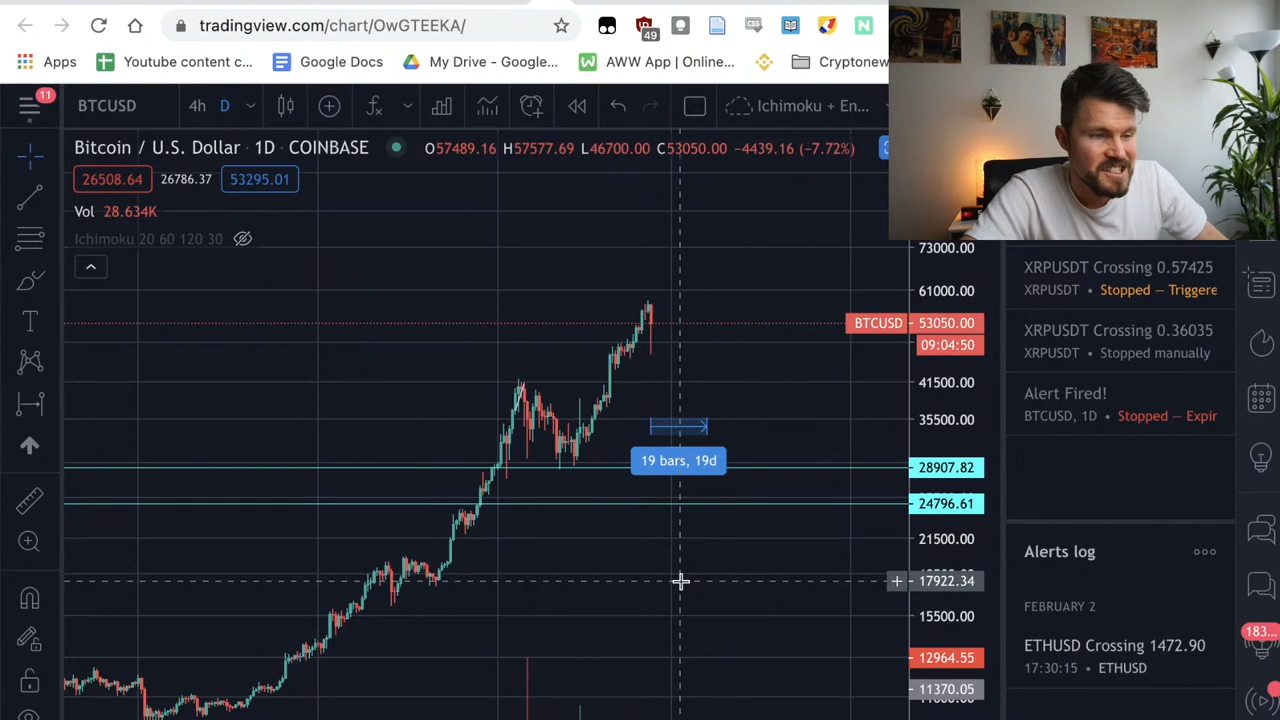 tradingview.com/chart/OwGTEEKA/
49
CSS
N
Apps
Youtube content c...
Google Docs
My Drive - Google...
AWW App | Online...
Cryptonew
11
BTCUSD
4h
D
Ichimoku + En...
Bitcoin / U.S. Dollar · 1D · COINBASE
O57489.16 H57577.69 L46700.00 C53050.00 −4439.16 (−7.72%)
26508.64
26786.37
53295.01
Vol 28.634K
Ichimoku 20 60 120 30
73000.00
61000.00
BTCUSD
53050.00
09:04:50
41500.00
35500.00
19 bars, 19d
28907.82
24796.61
21500.00
17922.34
15500.00
12964.55
11370.05
XRPUSDT Crossing 0.57425
XRPUSDT • Stopped — Triggere
XRPUSDT Crossing 0.36035
XRPUSDT • Stopped manually
Alert Fired!
BTCUSD, 1D • Stopped — Expir
Alerts log
FEBRUARY 2
183...
ETHUSD Crossing 1472.90
17:30:15 • ETHUSD